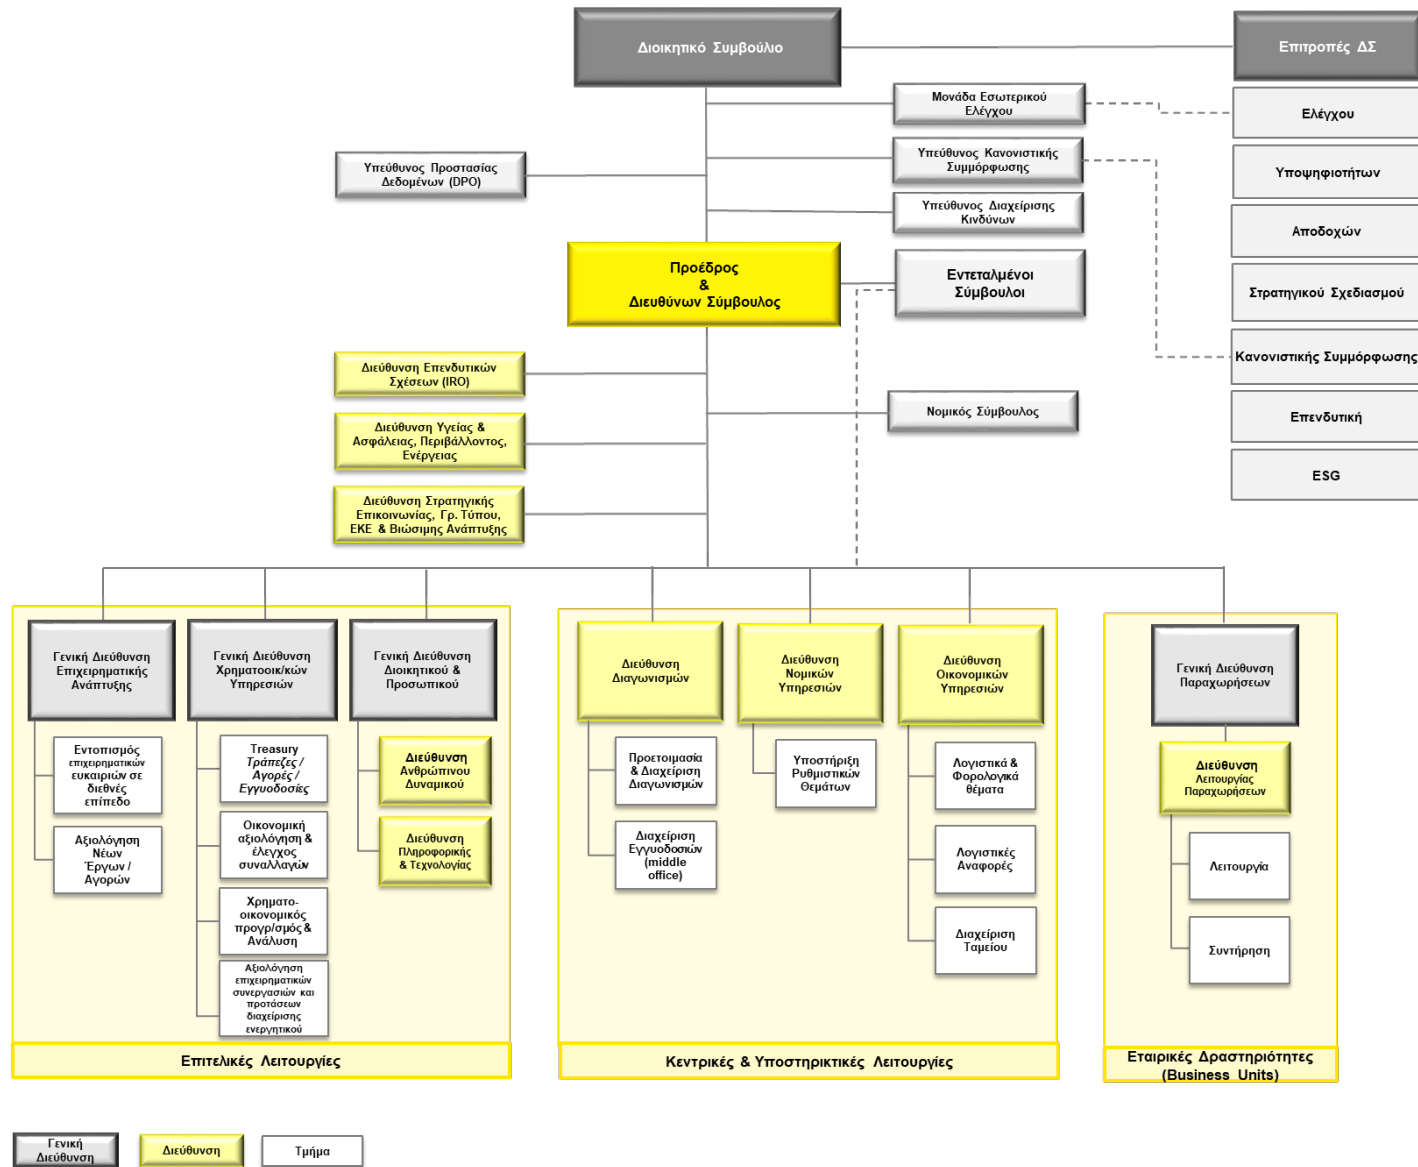 Διοικητικό Συμβούλιο
Επιτροπές ΔΣ
Μονάδα Εσωτερικού
Ελέγχου
Ελέγχου
Υπεύθυνος Προστασίας
Δεδομένων (DPO)
Υπεύθυνος Κανονιστικής
Συμμόρφωσης
Υποψηφιοτήτων
Υπεύθυνος Διαχείρισης
Κινδύνων
Αποδοχών
Προέδρος
&
Διευθύνων Σύμβουλος
Εντεταλμένοι
Σύμβουλοι
Στρατηγικού Σχεδιασμού
Κανονιστικής Συμμόρφωσης
Διεύθυνση Επενδυτικών
Σχέσεων (IRO)
Νομικός Σύμβουλος
Επενδυτική
Διεύθυνση Υγείας &
Ασφάλειας, Περιβάλλοντος,
Ενέργειας
ESG
Διεύθυνση Στρατηγικής
Επικοινωνίας, Γρ. Τύπου,
ΕΚΕ & Βιώσιμης Ανάπτυξης
Γενική Διεύθυνση
Επιχειρηματικής
Ανάπτυξης
Γενική Διεύθυνση
Χρηματοοικ/κών
Υπηρεσιών
Γενική Διεύθυνση
Διοικητικού &
Προσωπικού
Διεύθυνση
Διαγωνισμών
Διεύθυνση
Νομικών
Υπηρεσιών
Διεύθυνση
Οικονομικών
Υπηρεσιών
Γενική Διεύθυνση
Παραχωρήσεων
Εντοπισμός
επιχειρηματικών
ευκαιριών σε
διεθνές
επίπεδο
Αξιολόγηση
Νέων
Έργων /
Αγορών
Treasury
Τράπεζες /
Αγορές /
Εγγυοδοσίες
Οικονομική
αξιολόγηση &
έλεγχος
συναλλαγών
Χρηματο-
οικονομικός
προγρ/σμός &
Ανάλυση
Αξιολόγηση
επιχειρηματικών
συνεργασιών και
προτάσεων
διαχείρισης
ενεργητικού
Διεύθυνση
Ανθρώπινου
Δυναμικού
Διεύθυνση
Πληροφορικής
& Τεχνολογίας
Προετοιμασία
& Διαχείριση
Διαγωνισμών
Διαχείριση
Εγγυοδοσιών
(middle
office)
Υποστήριξη
Ρυθμιστικών
Θεμάτων
Λογιστικά &
Φορολογικά
θέματα
Λογιστικές
Αναφορές
Διαχείριση
Ταμείου
Διεύθυνση
Λειτουργίας
Παραχωρήσεων
Λειτουργία
Συντήρηση
Επιτελικές Λειτουργίες
Κεντρικές & Υποστηρικτικές Λειτουργίες
Εταιρικές Δραστηριότητες
(Business Units)
Γενική
Διεύθυνση
Διεύθυνση
Τμήμα